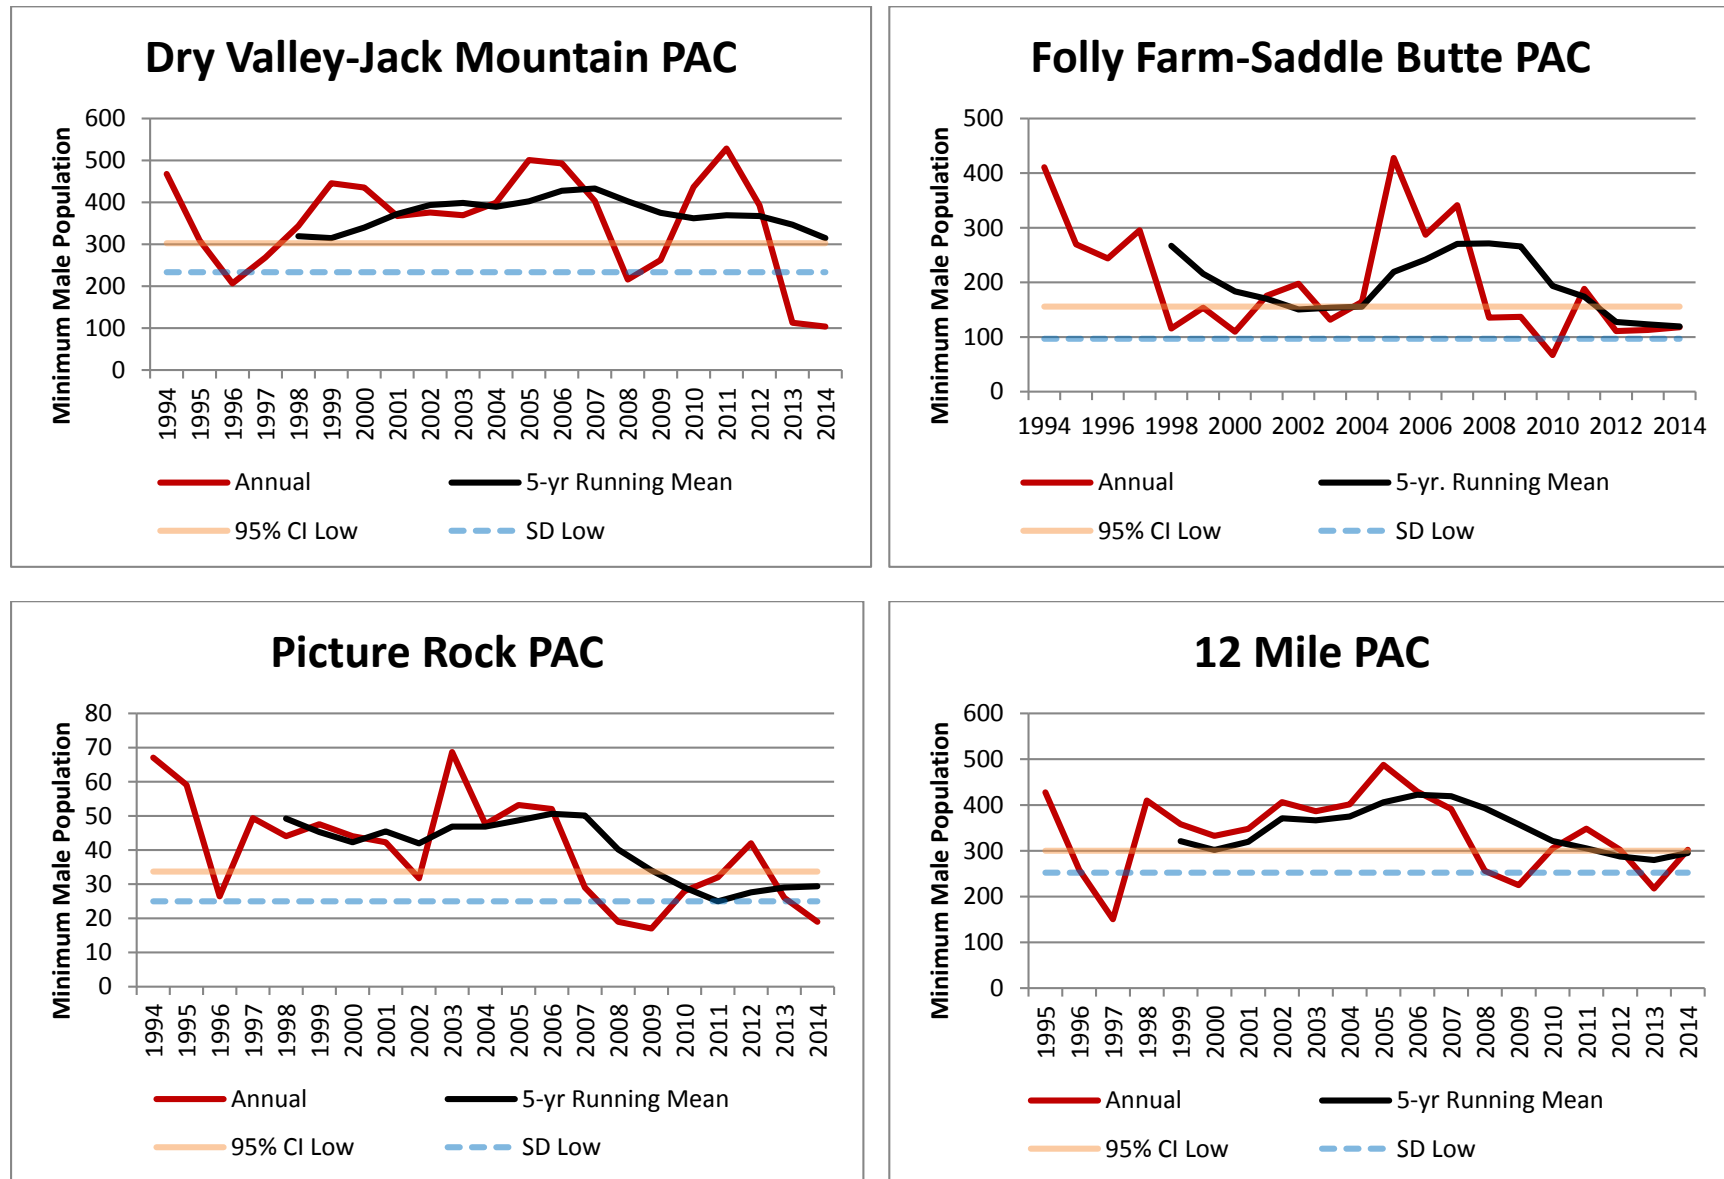 Dry Valley-Jack Mountain PAC
Minimum Male Population
600
500
400
300
200
100
0
1994 1995 1996 1997 1998 1999 2000 2001 2002 2003 2004 2005 2006 2007 2008 2009 2010 2011 2012 2013 2014
Annual 5-yr Running Mean
95% CI Low SD Low
Folly Farm-Saddle Butte PAC
Minimum Male Population
500
400
300
200
100
0
1994 1996 1998 2000 2002 2004 2006 2008 2010 2012 2014
Annual 5-yr. Running Mean
95% CI Low SD Low
Picture Rock PAC
Minimum Male Population
80
70
60
50
40
30
20
10
0
1994 1995 1996 1997 1998 1999 2000 2001 2002 2003 2004 2005 2006 2007 2008 2009 2010 2011 2012 2013 2014
Annual 5-yr Running Mean
95% CI Low SD Low
12 Mile PAC
Minimum Male Population
600
500
400
300
200
100
0
1995 1996 1997 1998 1999 2000 2001 2002 2003 2004 2005 2006 2007 2008 2009 2010 2011 2012 2013 2014
Annual 5-yr Running Mean
95% CI Low SD Low